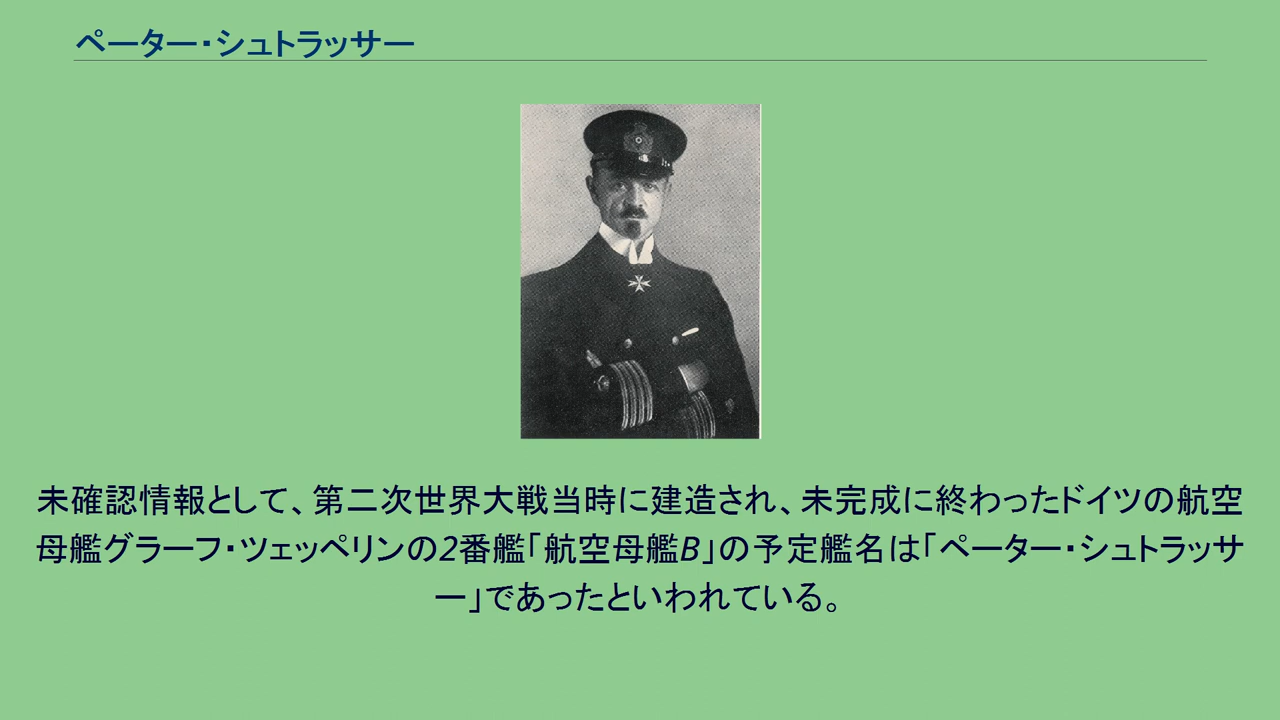 ペーター・シュトラッサー
未確認情報として、第二次世界大戦当時に建造され、未完成に終わったドイツの航空
母艦グラーフ・ツェッペリンの2番艦「航空母艦B」の予定艦名は「ペーター・シュトラッサ
ー」であったといわれている。